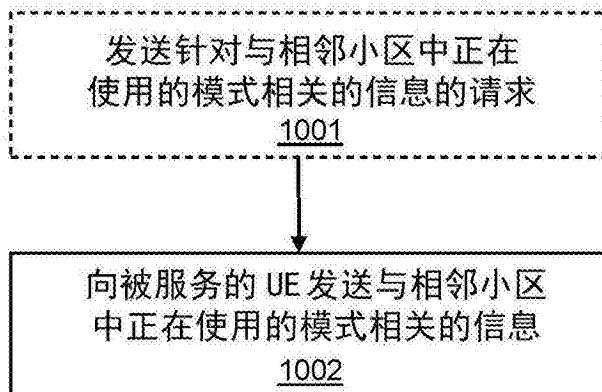 发送针对与相邻小区中正在
使用的模式相关的信息的请求
1001
向被服务的 UE 发送与相邻小区
中正在使用的模式相关的信息
1002